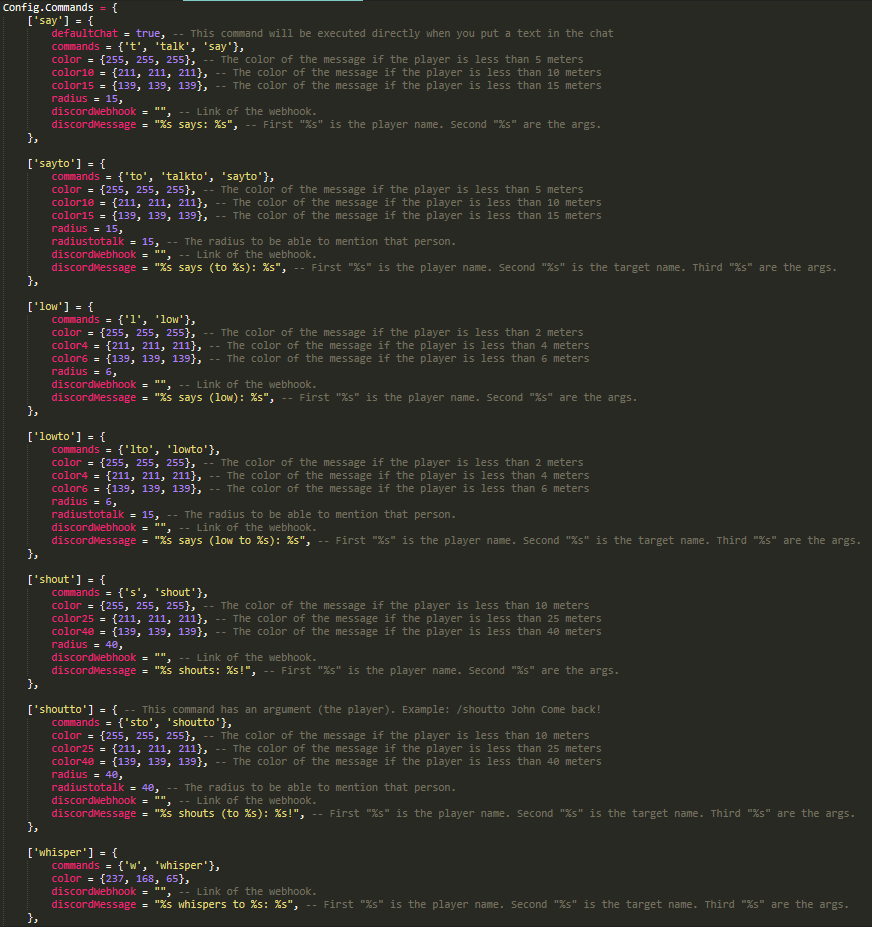 Config.Commands = {
    ['say'] = {
        defaultChat = true, -- This command will be executed directly when you put a text in the chat
        commands = {'t', 'talk', 'say'},
        color = {255, 255, 255}, -- The color of the message if the player is less than 5 meters
        color10 = {211, 211, 211}, -- The color of the message if the player is less than 10 meters
        color15 = {139, 139, 139}, -- The color of the message if the player is less than 15 meters
        radius = 15,
        discordWebhook = "", -- Link of the webhook.
        discordMessage = "%s says: %s", -- First "%s" is the player name. Second "%s" are the args.
    },

    ['sayto'] = {
        commands = {'to', 'talkto', 'sayto'},
        color = {255, 255, 255}, -- The color of the message if the player is less than 5 meters
        color10 = {211, 211, 211}, -- The color of the message if the player is less than 10 meters
        color15 = {139, 139, 139}, -- The color of the message if the player is less than 15 meters
        radius = 15,
        radiustotalk = 15, -- The radius to be able to mention that person.
        discordWebhook = "", -- Link of the webhook.
        discordMessage = "%s says (to %s): %s", -- First "%s" is the player name. Second "%s" is the target name. Third "%s" are the args.
    },

    ['low'] = {
        commands = {'l', 'low'},
        color = {255, 255, 255}, -- The color of the message if the player is less than 2 meters
        color4 = {211, 211, 211}, -- The color of the message if the player is less than 4 meters
        color6 = {139, 139, 139}, -- The color of the message if the player is less than 6 meters
        radius = 6,
        discordWebhook = "", -- Link of the webhook.
        discordMessage = "%s says (low): %s", -- First "%s" is the player name. Second "%s" are the args.
    },

    ['lowto'] = {
        commands = {'lto', 'lowto'},
        color = {255, 255, 255}, -- The color of the message if the player is less than 2 meters
        color4 = {211, 211, 211}, -- The color of the message if the player is less than 4 meters
        color6 = {139, 139, 139}, -- The color of the message if the player is less than 6 meters
        radius = 6,
        radiustotalk = 15, -- The radius to be able to mention that person.
        discordWebhook = "", -- Link of the webhook.
        discordMessage = "%s says (low to %s): %s", -- First "%s" is the player name. Second "%s" is the target name. Third "%s" are the args.
    },

    ['shout'] = {
        commands = {'s', 'shout'},
        color = {255, 255, 255}, -- The color of the message if the player is less than 10 meters
        color25 = {211, 211, 211}, -- The color of the message if the player is less than 25 meters
        color40 = {139, 139, 139}, -- The color of the message if the player is less than 40 meters
        radius = 40,
        discordWebhook = "", -- Link of the webhook.
        discordMessage = "%s shouts: %s!", -- First "%s" is the player name. Second "%s" are the args.
    },

    ['shoutto'] = { -- This command has an argument (the player). Example: /shoutto John Come back!
        commands = {'sto', 'shoutto'},
        color = {255, 255, 255}, -- The color of the message if the player is less than 10 meters
        color25 = {211, 211, 211}, -- The color of the message if the player is less than 25 meters
        color40 = {139, 139, 139}, -- The color of the message if the player is less than 40 meters
        radius = 40,
        radiustotalk = 40, -- The radius to be able to mention that person.
        discordWebhook = "", -- Link of the webhook.
        discordMessage = "%s shouts (to %s): %s!", -- First "%s" is the player name. Second "%s" is the target name. Third "%s" are the args.
    },

    ['whisper'] = {
        commands = {'w', 'whisper'},
        color = {237, 168, 65},
        discordWebhook = "", -- Link of the webhook.
        discordMessage = "%s whispers to %s: %s", -- First "%s" is the player name. Second "%s" is the target name. Third "%s" are the args.
    },